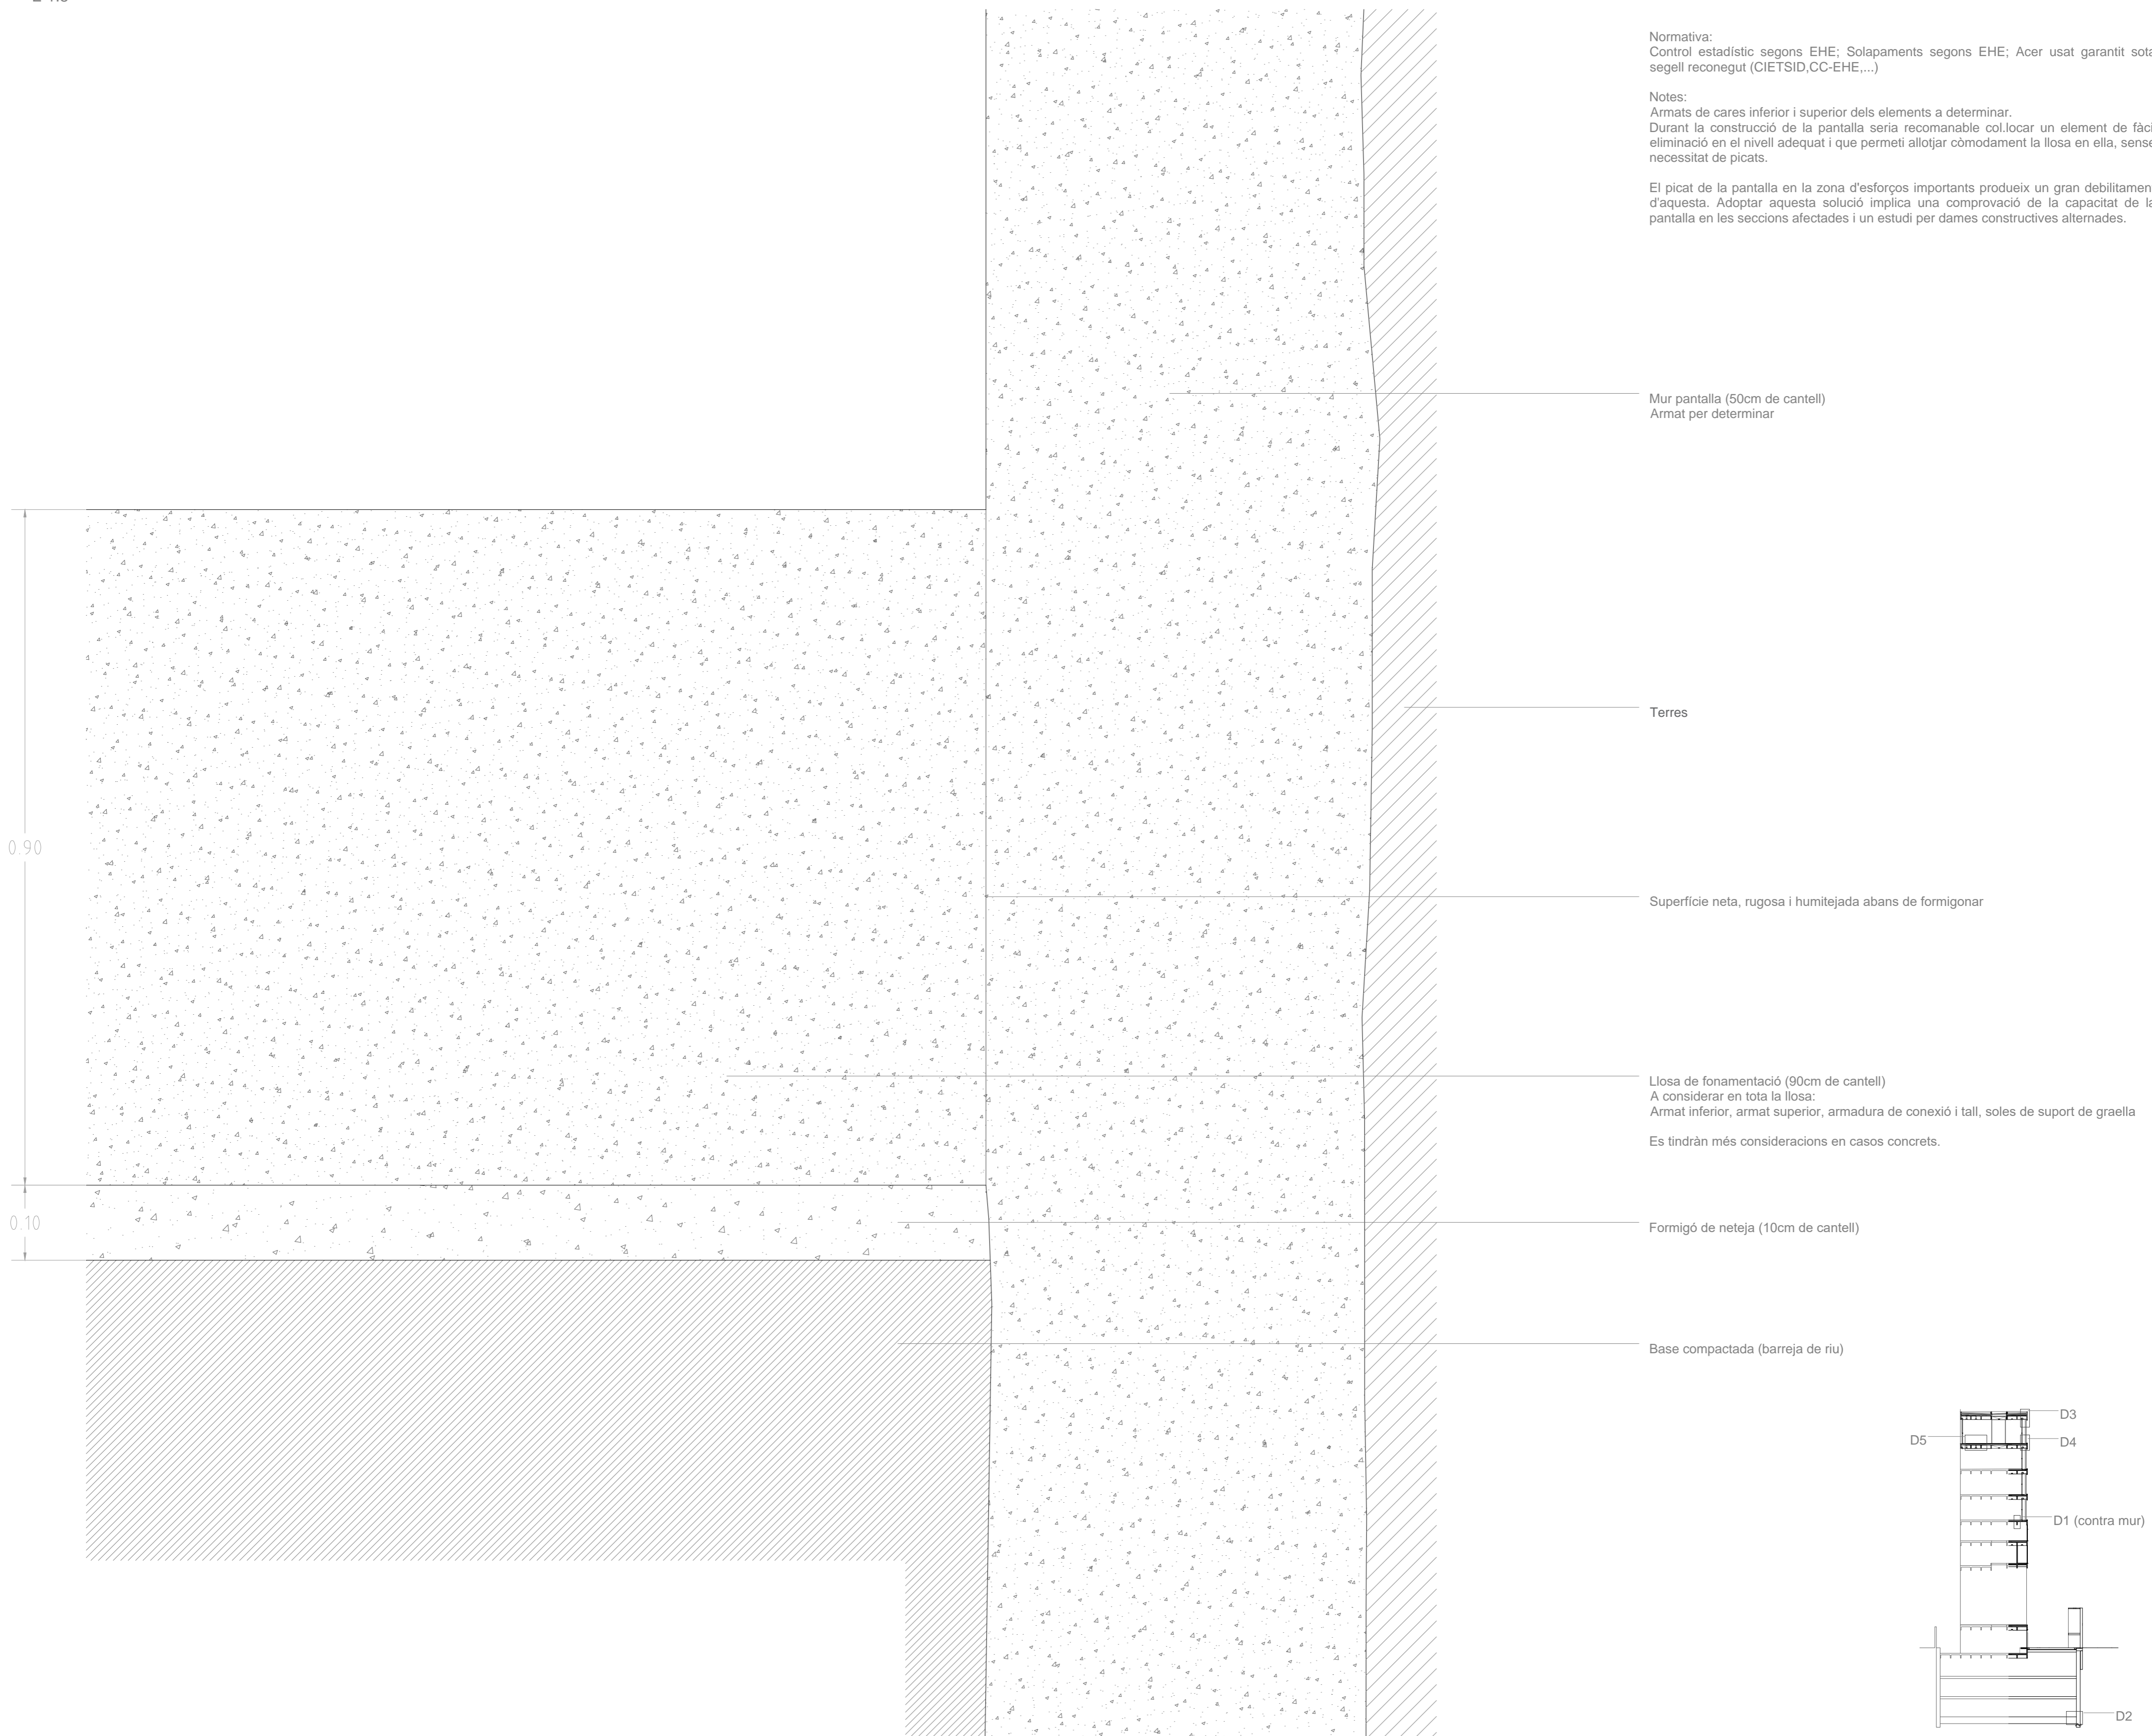 Normativa:
Control estadístic segons EHE; Solapaments segons EHE; Acer usat garantit sota
segell reconegut (CIETSID,CC-EHE,...)
Notes:
Armats de cares inferior i superior dels elements a determinar.
Durant la construcció de la pantalla seria recomanable col.locar un element de fàcil
eliminació en el nivell adequat i que permeti allotjar còmodament la llosa en ella, sense
necessitat de picats.
El picat de la pantalla en la zona d'esforços importants produeix un gran debilitament
d'aquesta. Adoptar aquesta solució implica una comprovació de la capacitat de la
pantalla en les seccions afectades i un estudi per dames constructives alternades.
Mur pantalla (50cm de cantell)
Armat per determinar
Terres
0.90
Superfície neta, rugosa i humitejada abans de formigonar
Llosa de fonamentació (90cm de cantell)
A considerar en tota la llosa:
Armat inferior, armat superior, armadura de conexió i tall, soles de suport de graella
Es tindràn més consideracions en casos concrets.
0.10
Formigó de neteja (10cm de cantell)
Base compactada (barreja de riu)
D3
D5
D4
D1 (contra mur)
D2